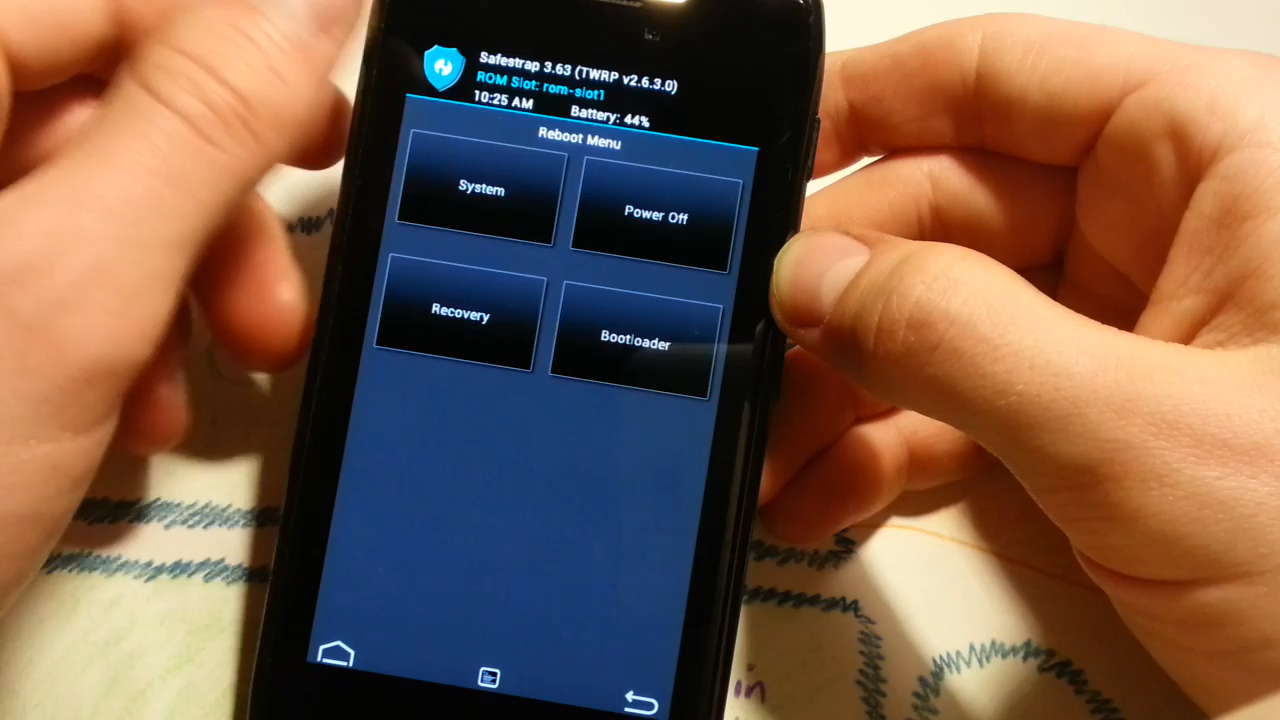 Safestrap 3.63 (TWRP v2.6.3.0)
ROM Slot: rom-slot1
10:25 AM Battery: 44%
Reboot Menu
System Power Off
Recovery Bootloader
in